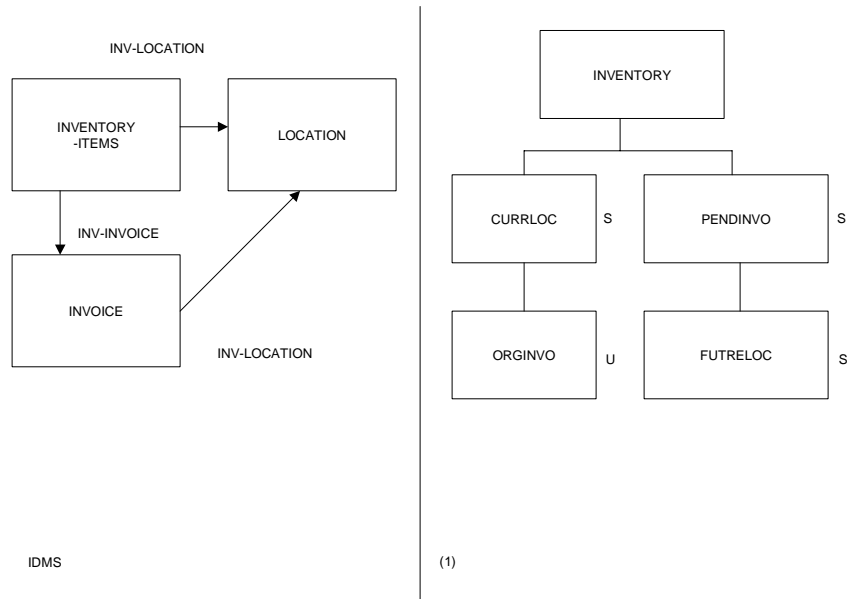 INV-LOCATION
INVENTORY
-ITEMS
LOCATION
INV-INVOICE
INVOICE
INV-LOCATION
IDMS
INVENTORY
CURRLOC
S
PENDINVO
S
ORGINVO
U
FUTRELOC
S
(1)